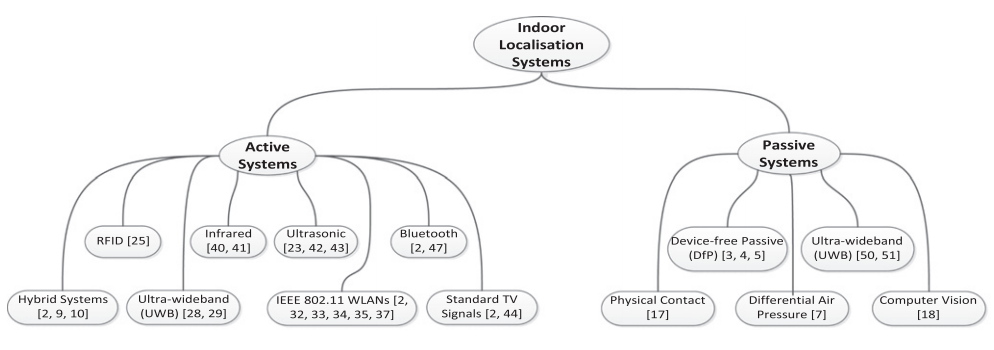 Indoor
Localisation
Systems
Active
Systems
Passive
Systems
RFID [25]
Infrared
[40, 41]
Ultrasonic
[23, 42, 43]
Bluetooth
[2, 47]
Device-free Passive
(DfP) [3, 4, 5]
Ultra-wideband
(UWB) [50, 51]
Hybrid Systems
[2, 9, 10]
Ultra-wideband
(UWB) [28, 29]
IEEE 802.11 WLANs [2,
32, 33, 34, 35, 37]
Standard TV
Signals [2, 44]
Physical Contact
[17]
Differential Air
Pressure [7]
Computer Vision
[18]